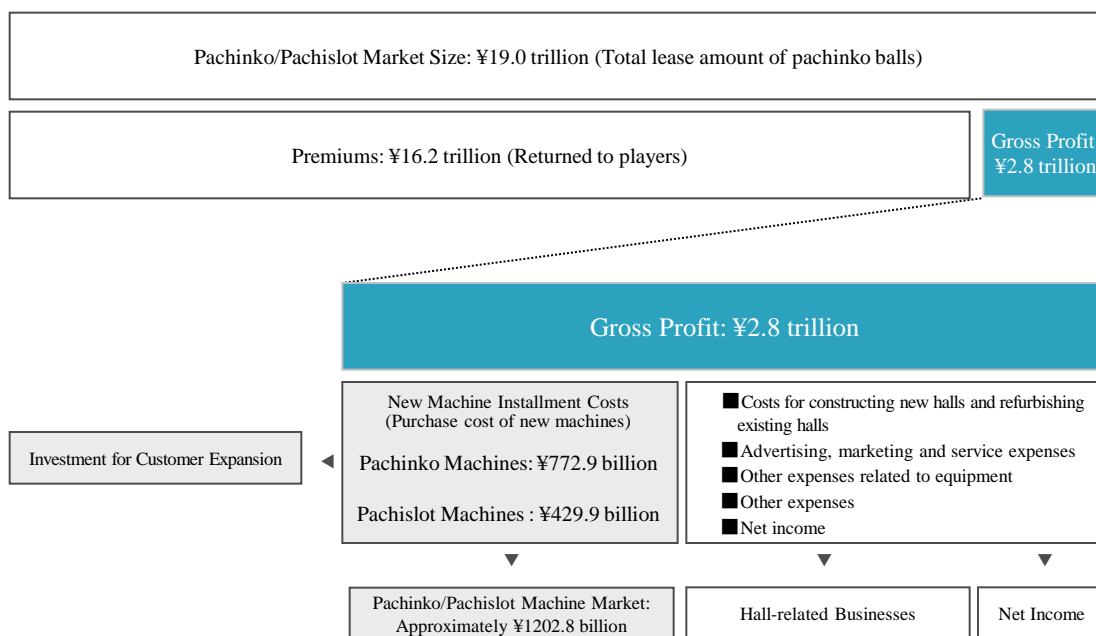 Pachinko/Pachislot Market Size: ¥19.0 trillion (Total lease amount of pachinko balls)
Premiums: ¥16.2 trillion (Returned to players)
Gross Profit:
¥2.8 trillion
Gross Profit: ¥2.8 trillion
Investment for Customer Expansion
New Machine Installment Costs
(Purchase cost of new machines)
Pachinko Machines: ¥772.9 billion
Pachislot Machines : ¥429.9 billion
■Costs for constructing new halls and refurbishing
existing halls
■Advertising, marketing and service expenses
■Other expenses related to equipment
■Other expenses
■Net income
Pachinko/Pachislot Machine Market:
Approximately ¥1202.8 billion
Hall-related Businesses
Net Income